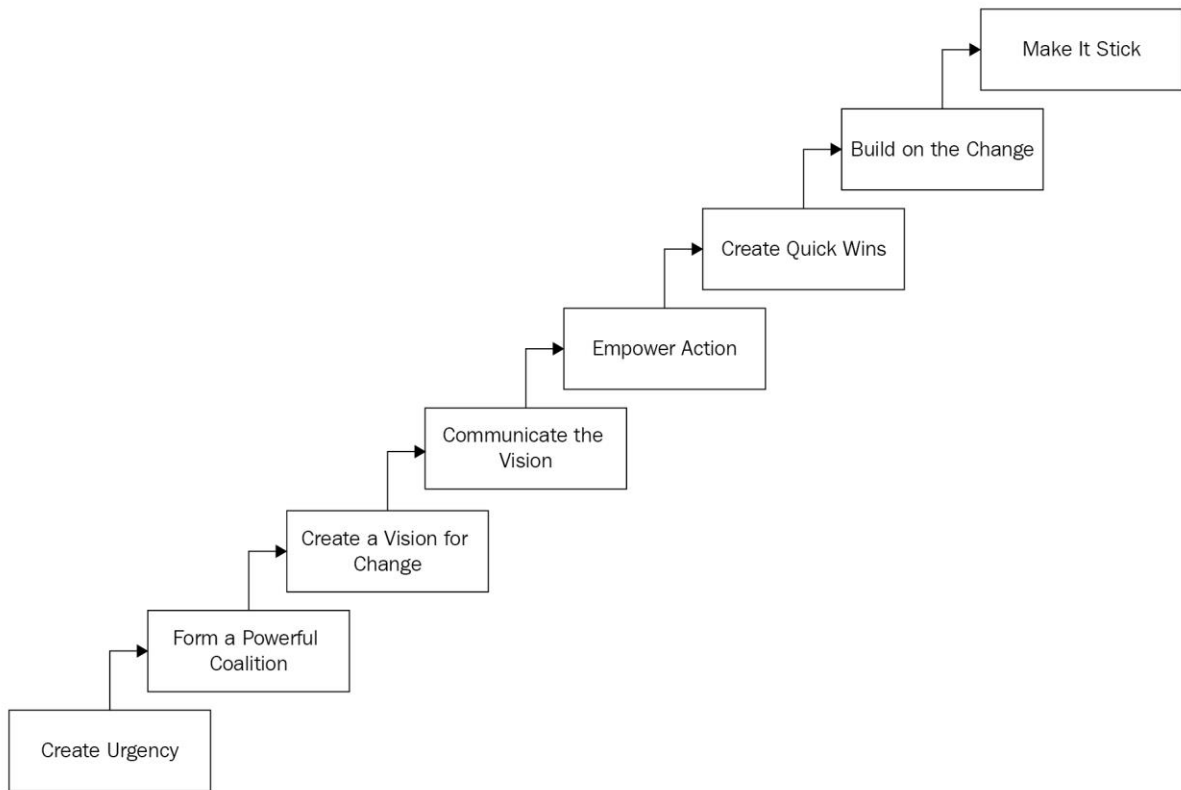 Make It Stick
Build on the Change
Create Quick Wins
Empower Action
Communicate the
Vision
Create a Vision for
Change
Form a Powerful
Coalition
Create Urgency